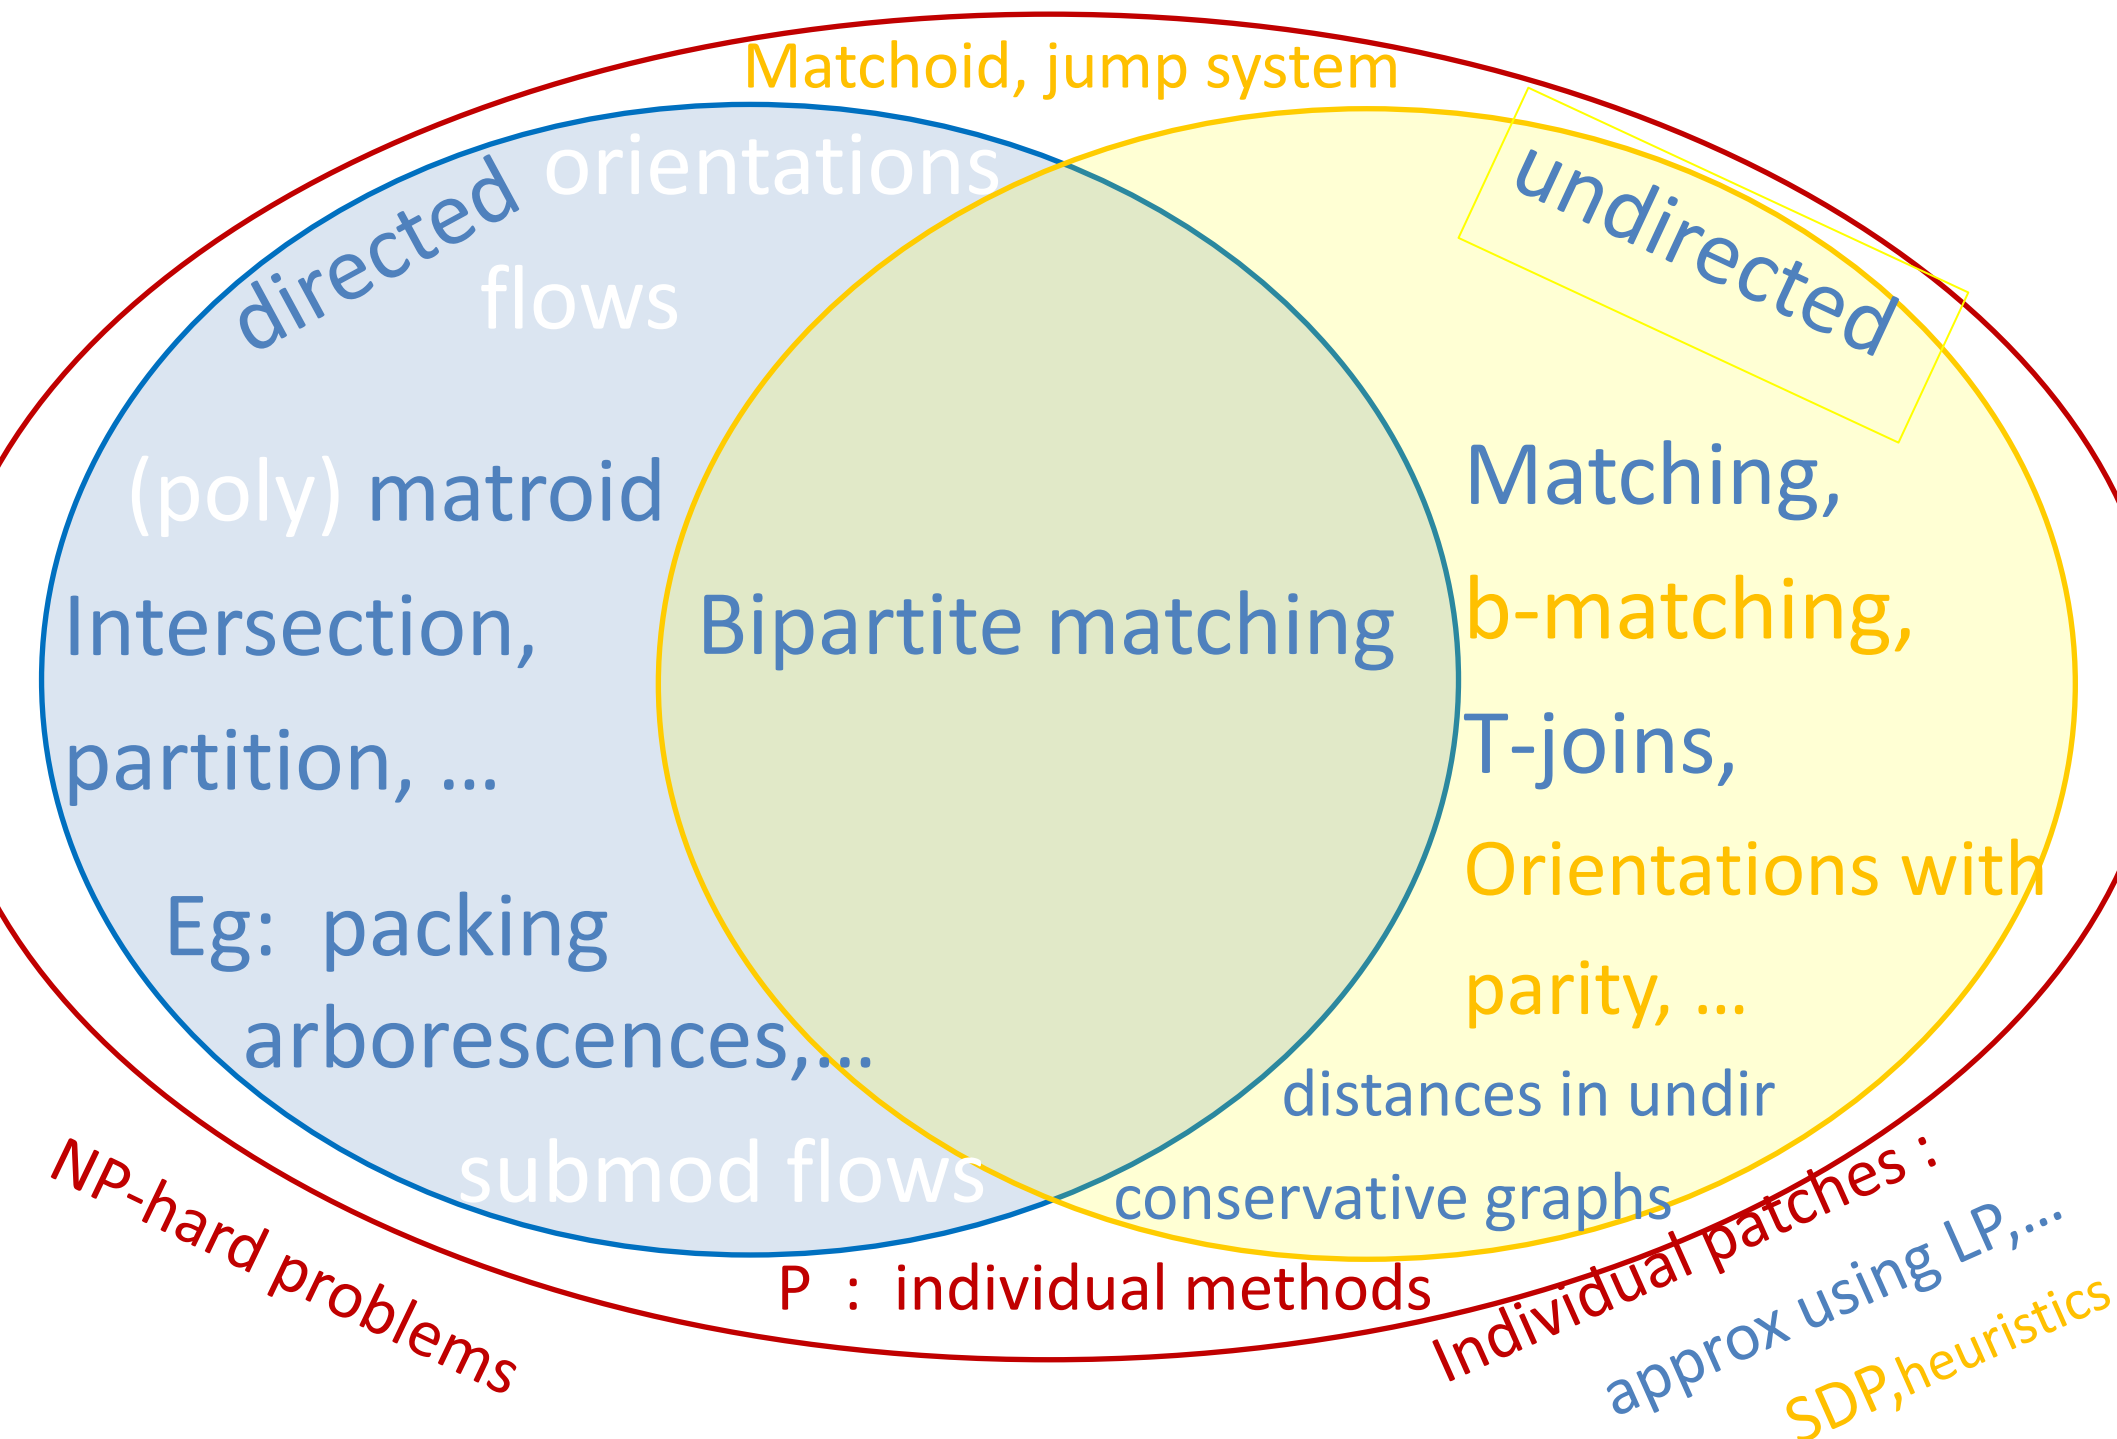 Matchoid, jump system
directed
orientations
flows
(poly) matroid
Intersection,
partition, ...
Eg: packing
arborescences,...
submod flows
Bipartite matching
undirected
Matching,
b-matching,
T-joins,
Orientations with
parity, ...
distances in undir
conservative graphs
P : individual methods
NP-hard problems
Individual patches :
approx using LP,...
SDP,heuristics